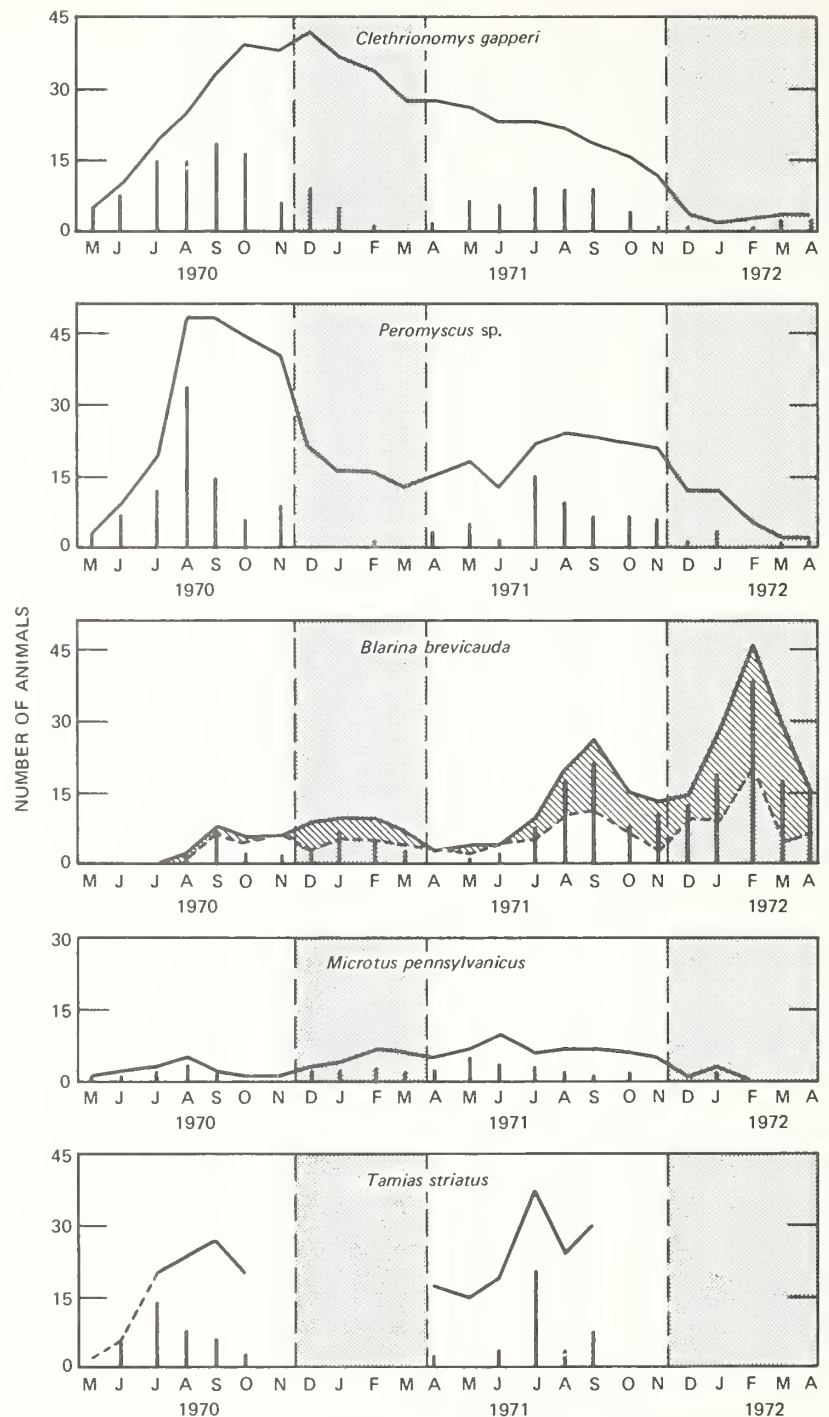 45
Clethrionomys gapperi
30
15
0
M J J A S O N D J F M A M J J A S O N D J F M A
1970 1971 1972
45
Peromyscus sp.
30
15
0
M J J A S O N D J F M A M J J A S O N D J F M A
1970 1971 1972
NUMBER OF ANIMALS
45
Blarina brevicauda
30
15
0
M J J A S O N D J F M A M J J A S O N D J F M A
1970 1971 1972
30
Microtus pennsylvanicus
15
0
M J J A S O N D J F M A M J J A S O N D J F M A
1970 1971 1972
45
Tamias striatus
30
15
0
M J J A S O N D J F M A M J J A S O N D J F M A
1970 1971 1972